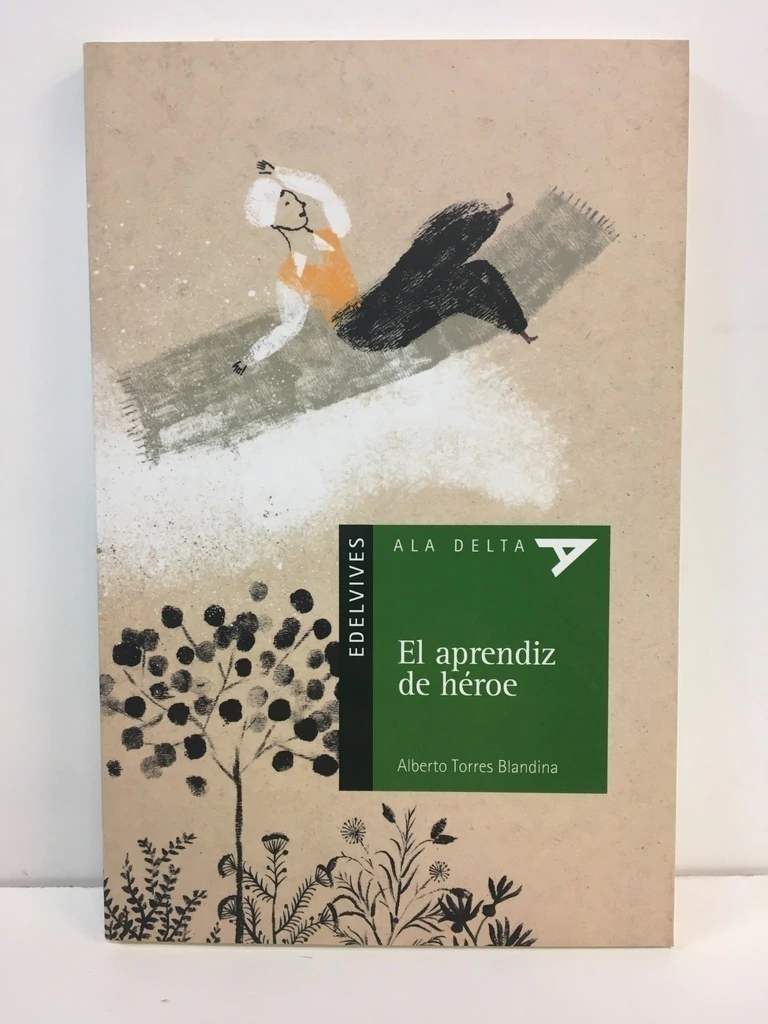 EDELVIVES
ALA DELTA
El aprendiz
de héroe
Alberto Torres Blandina